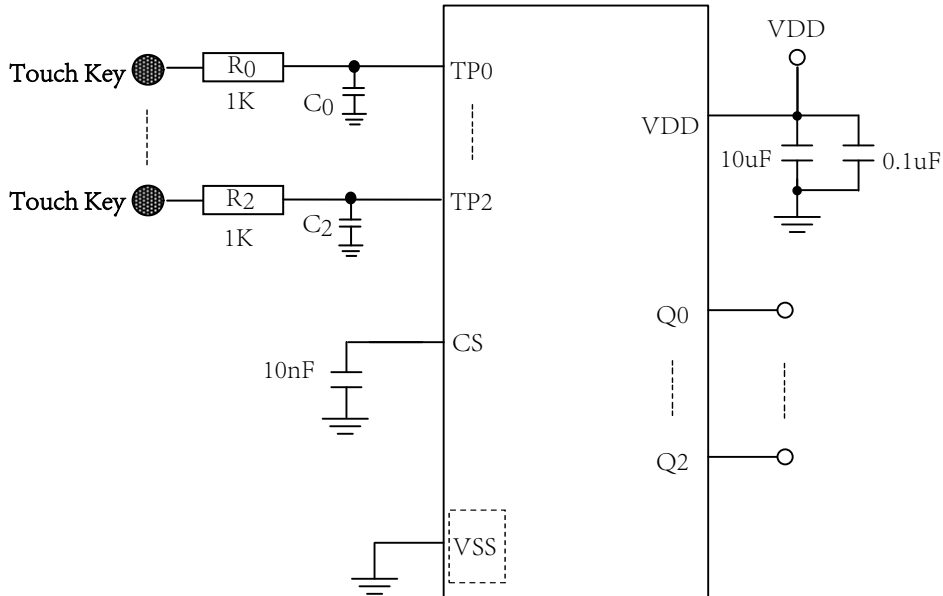 VDD
Touch Key
R0
TP0
1K
C0
VDD
10uF
0.1uF
Touch Key
R2
TP2
1K
C2
Q0
CS
10nF
Q2
VSS